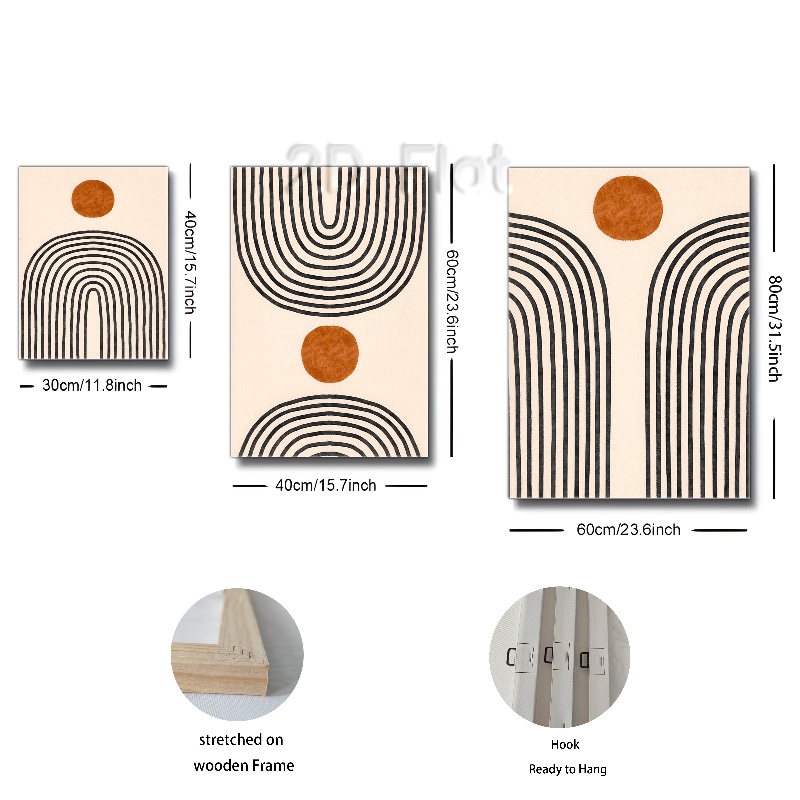 2D Flat
40cm/15.7inch
30cm/11.8inch
60cm/23.6inch
40cm/15.7inch
80cm/31.5inch
60cm/23.6inch
stretched on
wooden Frame
Hook
Ready to Hang